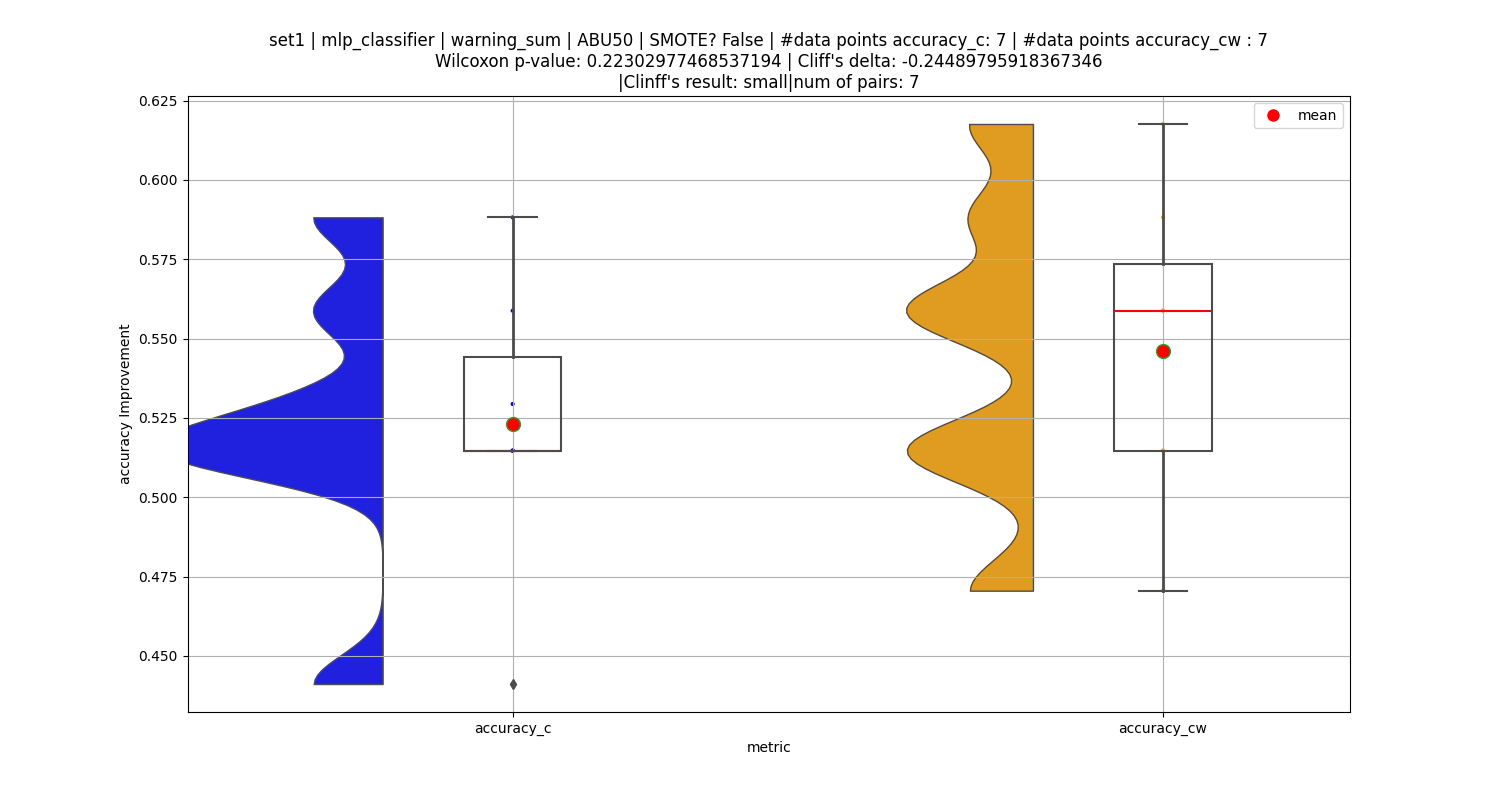 set1 | mlp_classifier | warning_sum | ABU50 | SMOTE? False | #data points accuracy_c: 7 | #data points accuracy_cw : 7
Wilcoxon p-value: 0.22302977468537194 | Cliff's delta: -0.24489795918367346
|Clinff's result: small|num of pairs: 7
mean
0.625
0.600
0.575
0.550
0.525
0.500
0.475
0.450
accuracy Improvement
accuracy_c
accuracy_cw
metric